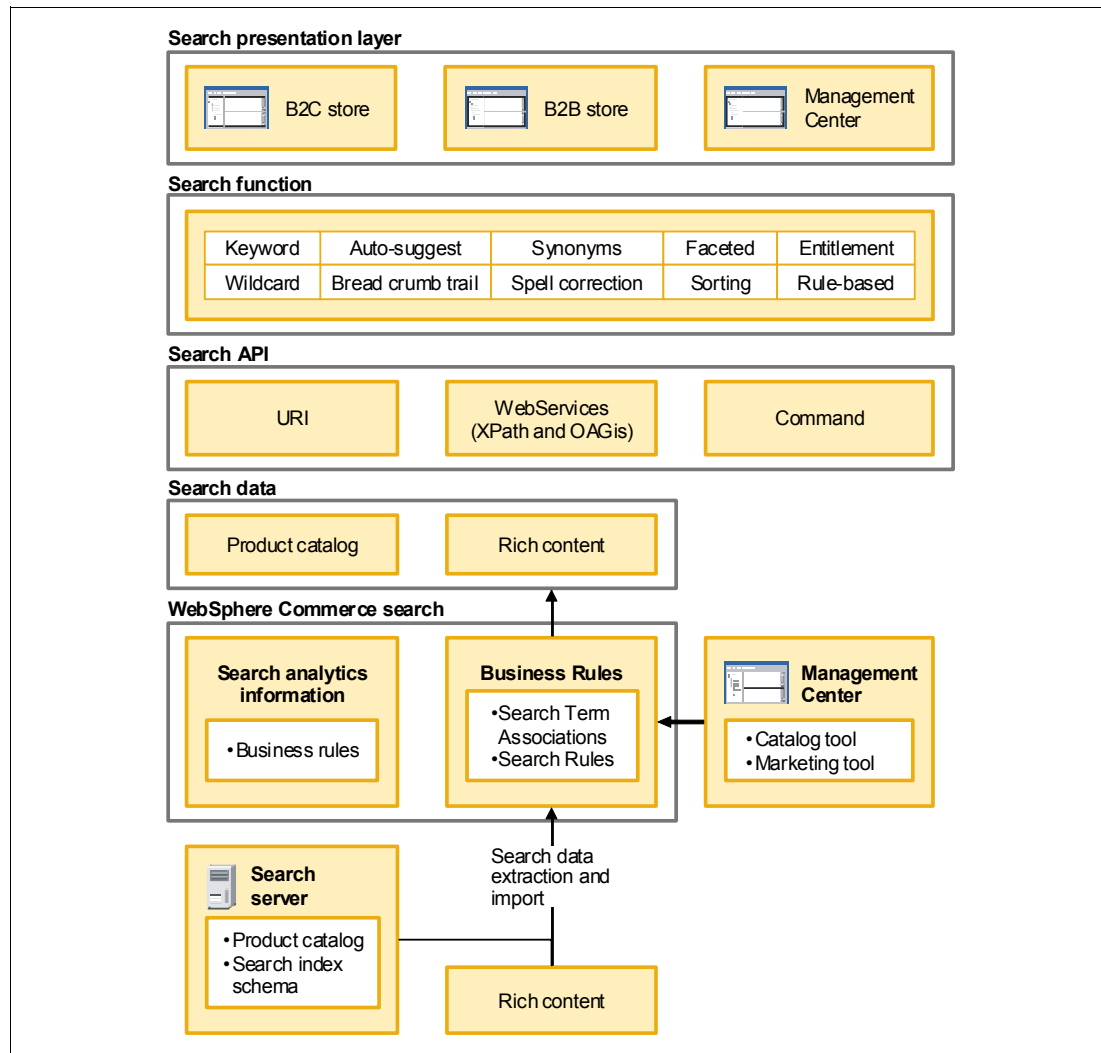 Search presentation layer
B2C store
B2B store
Management
Center
Search function
Keyword Auto-suggest Synonyms Faceted Entitlement
Wildcard Bread crumb trail Spell correction Sorting Rule-based
Search API
URI
WebServices
(XPath and OAGis)
Command
Search data
Product catalog
Rich content
WebSphere Commerce search
Search analytics
information
•Business rules
Business Rules
•Search Term
Associations
•Search Rules
Management
Center
•Catalog tool
•Marketing tool
Search data
extraction and
import
Search
server
•Product catalog
•Search index
schema
Rich content